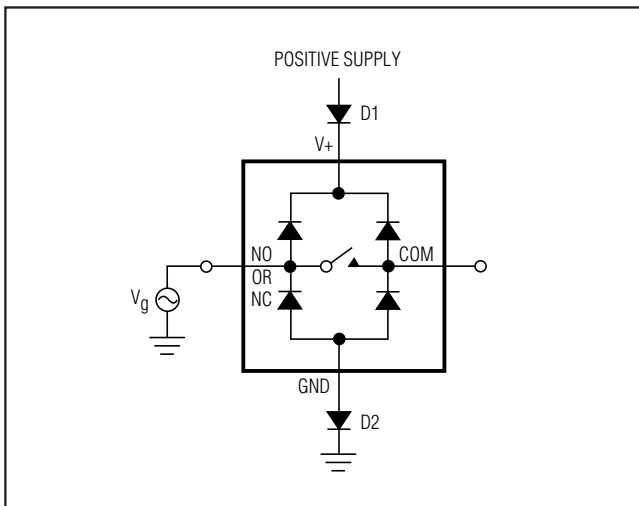 POSITIVE SUPPLY
D1
V+
NO
OR
NC
COM
Vg
GND
D2